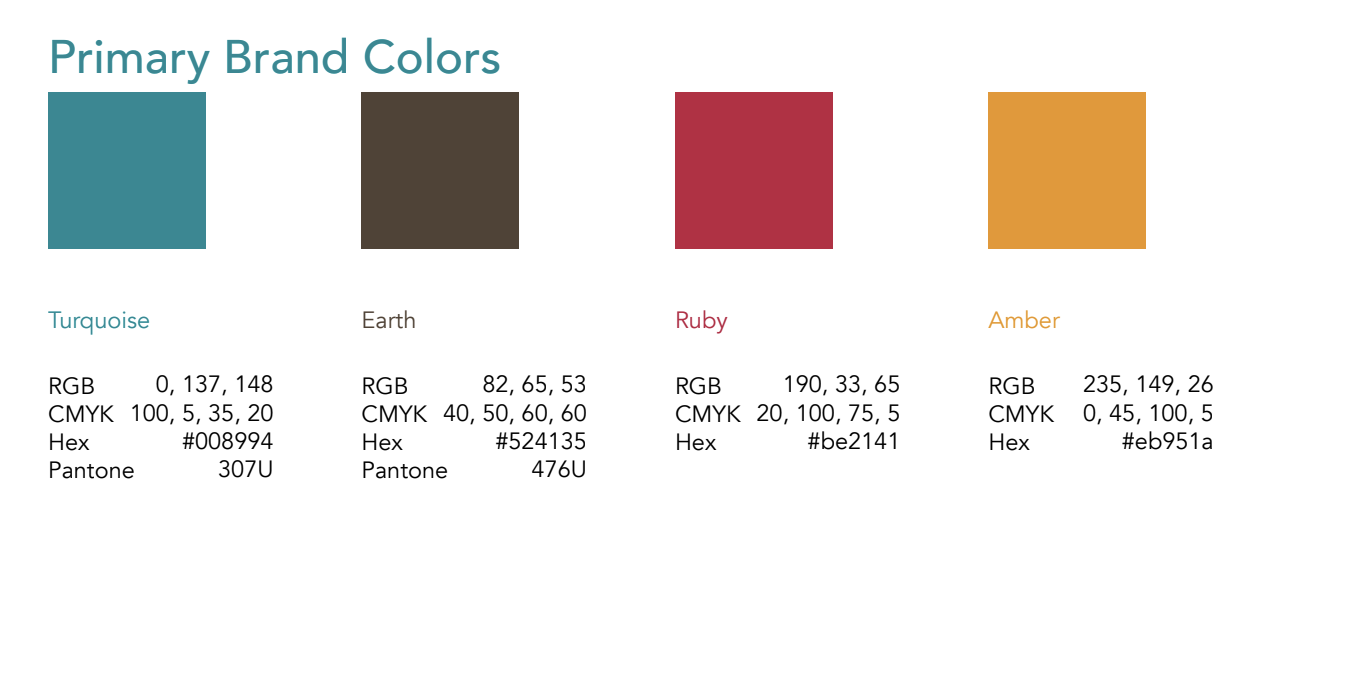 Primary Brand Colors
Turquoise
RGB 0, 137, 148
CMYK 100, 5, 35, 20
Hex #008994
Pantone 307U
Earth
RGB 82, 65, 53
CMYK 40, 50, 60, 60
Hex #524135
Pantone 476U
Ruby
RGB 190, 33, 65
CMYK 20, 100, 75, 5
Hex #be2141
Amber
RGB 235, 149, 26
CMYK 0, 45, 100, 5
Hex #eb951a